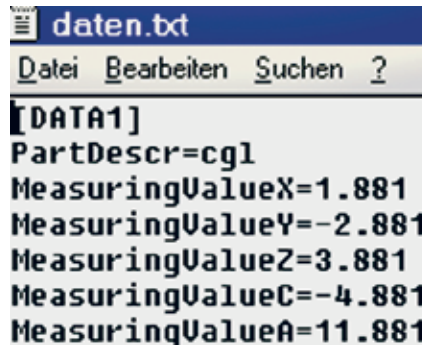 daten.txt
Datei Bearbeiten Suchen ?
[DATA1]
PartDescr=cgl
MeasuringValueX=1.881
MeasuringValueY=-2.881
MeasuringValueZ=3.881
MeasuringValueC=-4.881
MeasuringValueA=11.881